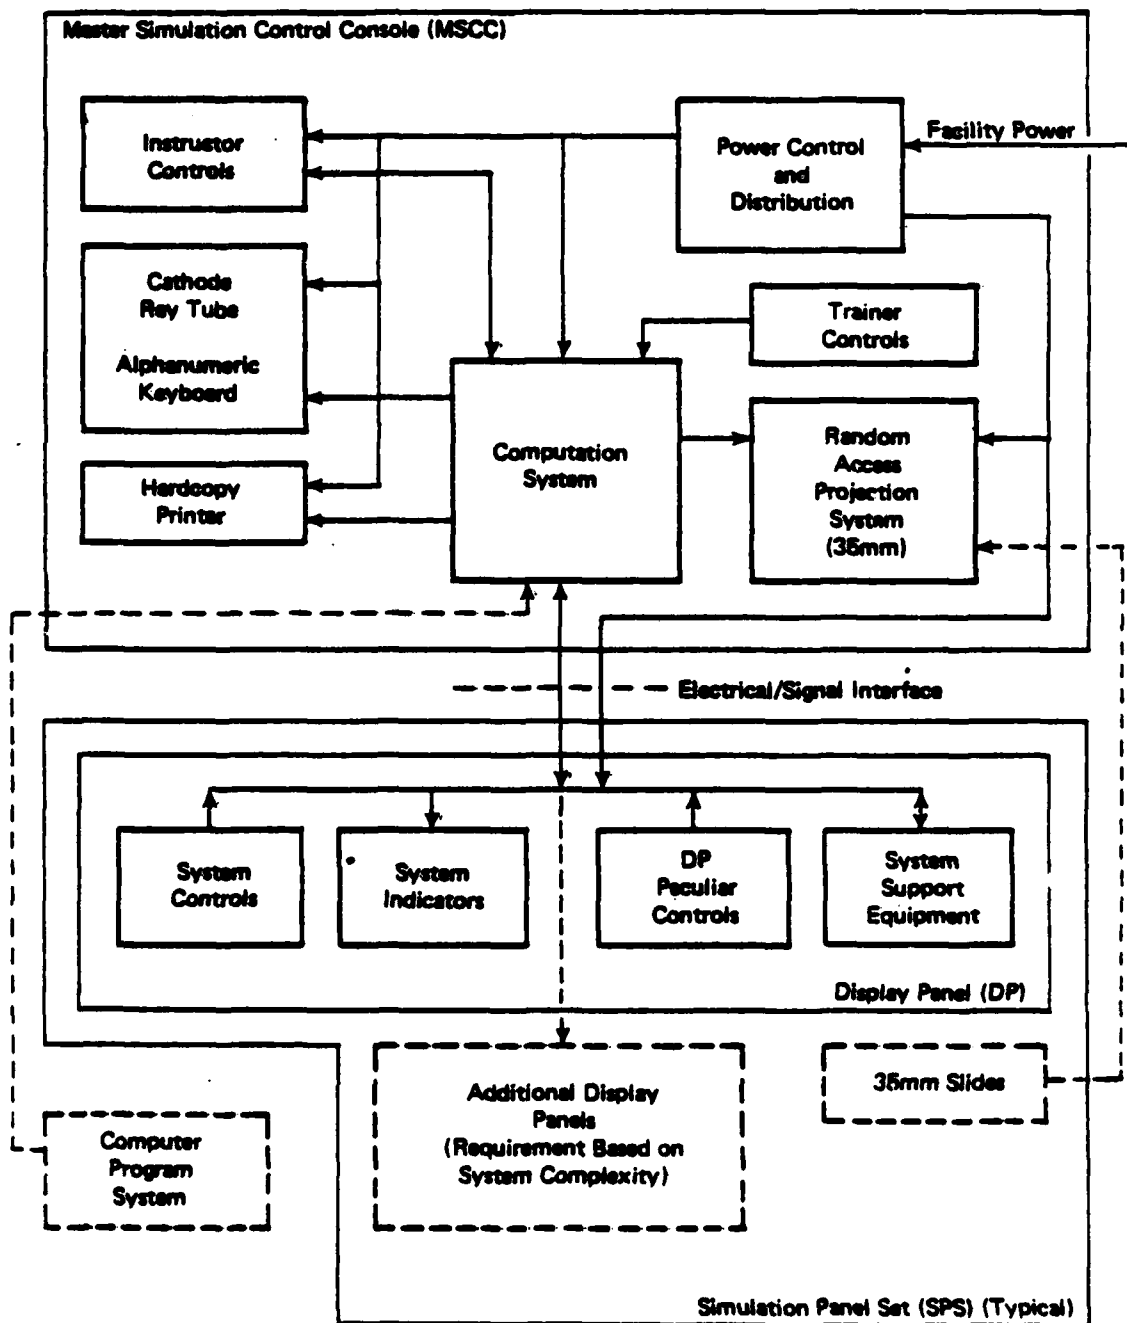 Master Simulation Control Console (MSCC)
Instructor
Controls
Power Control
and
Distribution
Facility Power
Cathode
Ray Tube
Alphanumeric
Keyboard
Trainer
Controls
Hardcopy
Printer
Computation
System
Random
Access
Projection
System
(35mm)
Electrical/Signal Interface
System
Controls
System
Indicators
DP
Peculiar
Controls
System
Support
Equipment
Display Panel (DP)
Additional Display
Panels
(Requirement Based on
System Complexity)
35mm Slides
Computer
Program
System
Simulation Panel Set (SPS) (Typical)